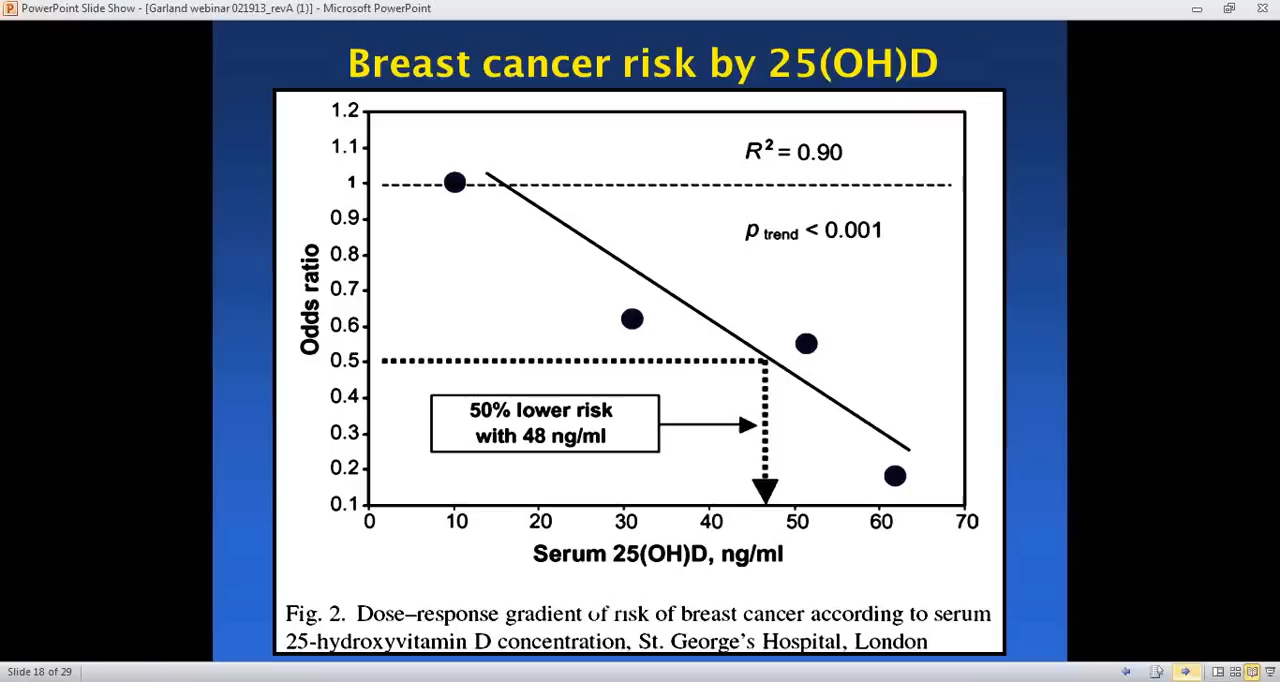 PowerPoint Slide Show - [Garland webinar 021913_revA (1)] - Microsoft PowerPoint
Breast cancer risk by 25(OH)D
1.2
1.1
1
0.9
0.8
0.7
0.6
0.5
0.4
0.3
0.2
0.1
Odds ratio
R² = 0.90
p trend < 0.001
50% lower risk
with 48 ng/ml
0 10 20 30 40 50 60 70
Serum 25(OH)D, ng/ml
Fig. 2. Dose–response gradient of risk of breast cancer according to serum
25-hydroxyvitamin D concentration, St. George's Hospital, London
Slide 18 of 29